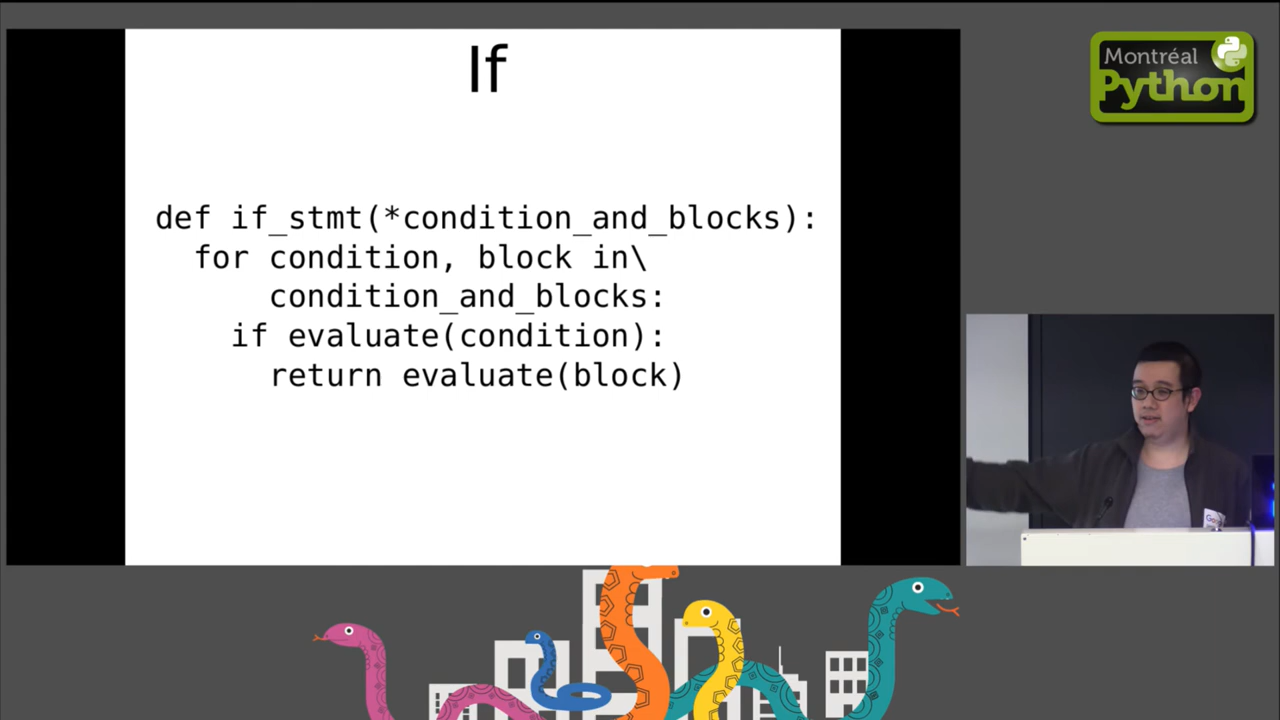 If
def if_stmt(*condition_and_blocks):
for condition, block in\
condition_and_blocks:
if evaluate(condition):
return evaluate(block)
Montréal
Python